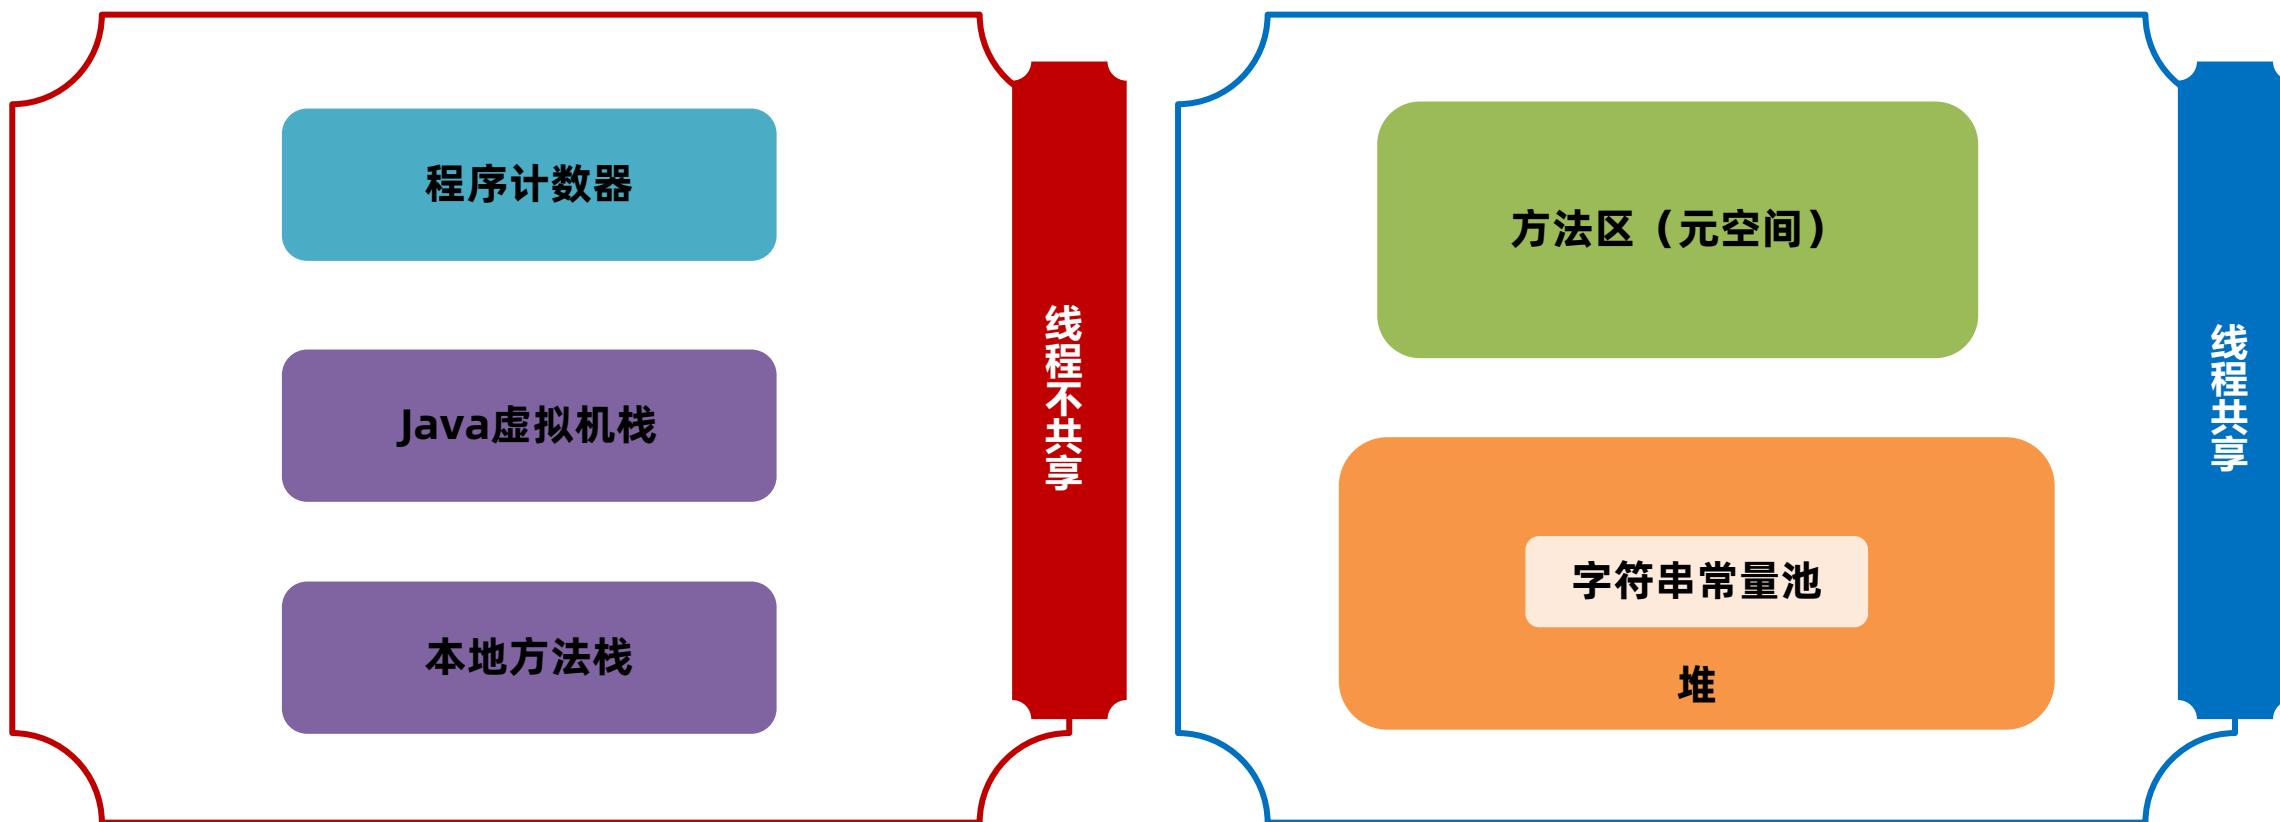 程序计数器
Java虚拟机栈
本地方法栈
线程不共享
方法区（元空间）
字符串常量池
堆
线程共享